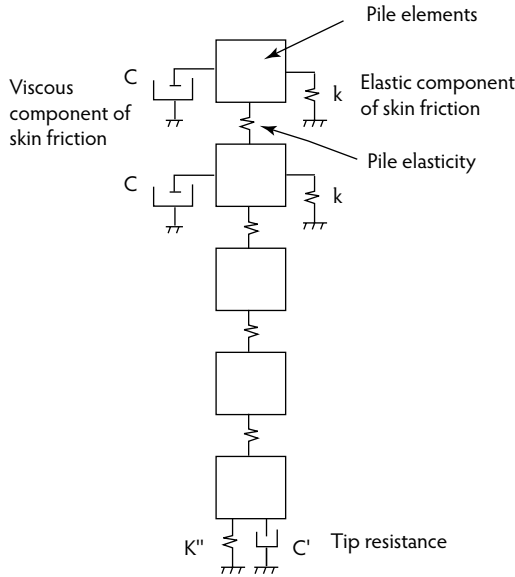 Pile elements
C
k
Viscous
component of
skin friction
Elastic component
of skin friction
Pile elasticity
C
k
K"
C'
Tip resistance